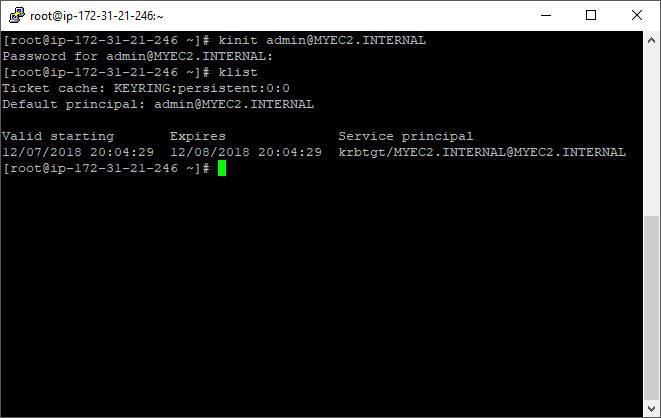 root@ip-172-31-21-246:~
[root@ip-172-31-21-246 ~]# kinit admin@MYEC2.INTERNAL
Password for admin@MYEC2.INTERNAL:
[root@ip-172-31-21-246 ~]# klist
Ticket cache: KEYRING:persistent:0:0
Default principal: admin@MYEC2.INTERNAL

Valid starting       Expires              Service principal
12/07/2018 20:04:29  12/08/2018 20:04:29  krbtgt/MYEC2.INTERNAL@MYEC2.INTERNAL
[root@ip-172-31-21-246 ~]#